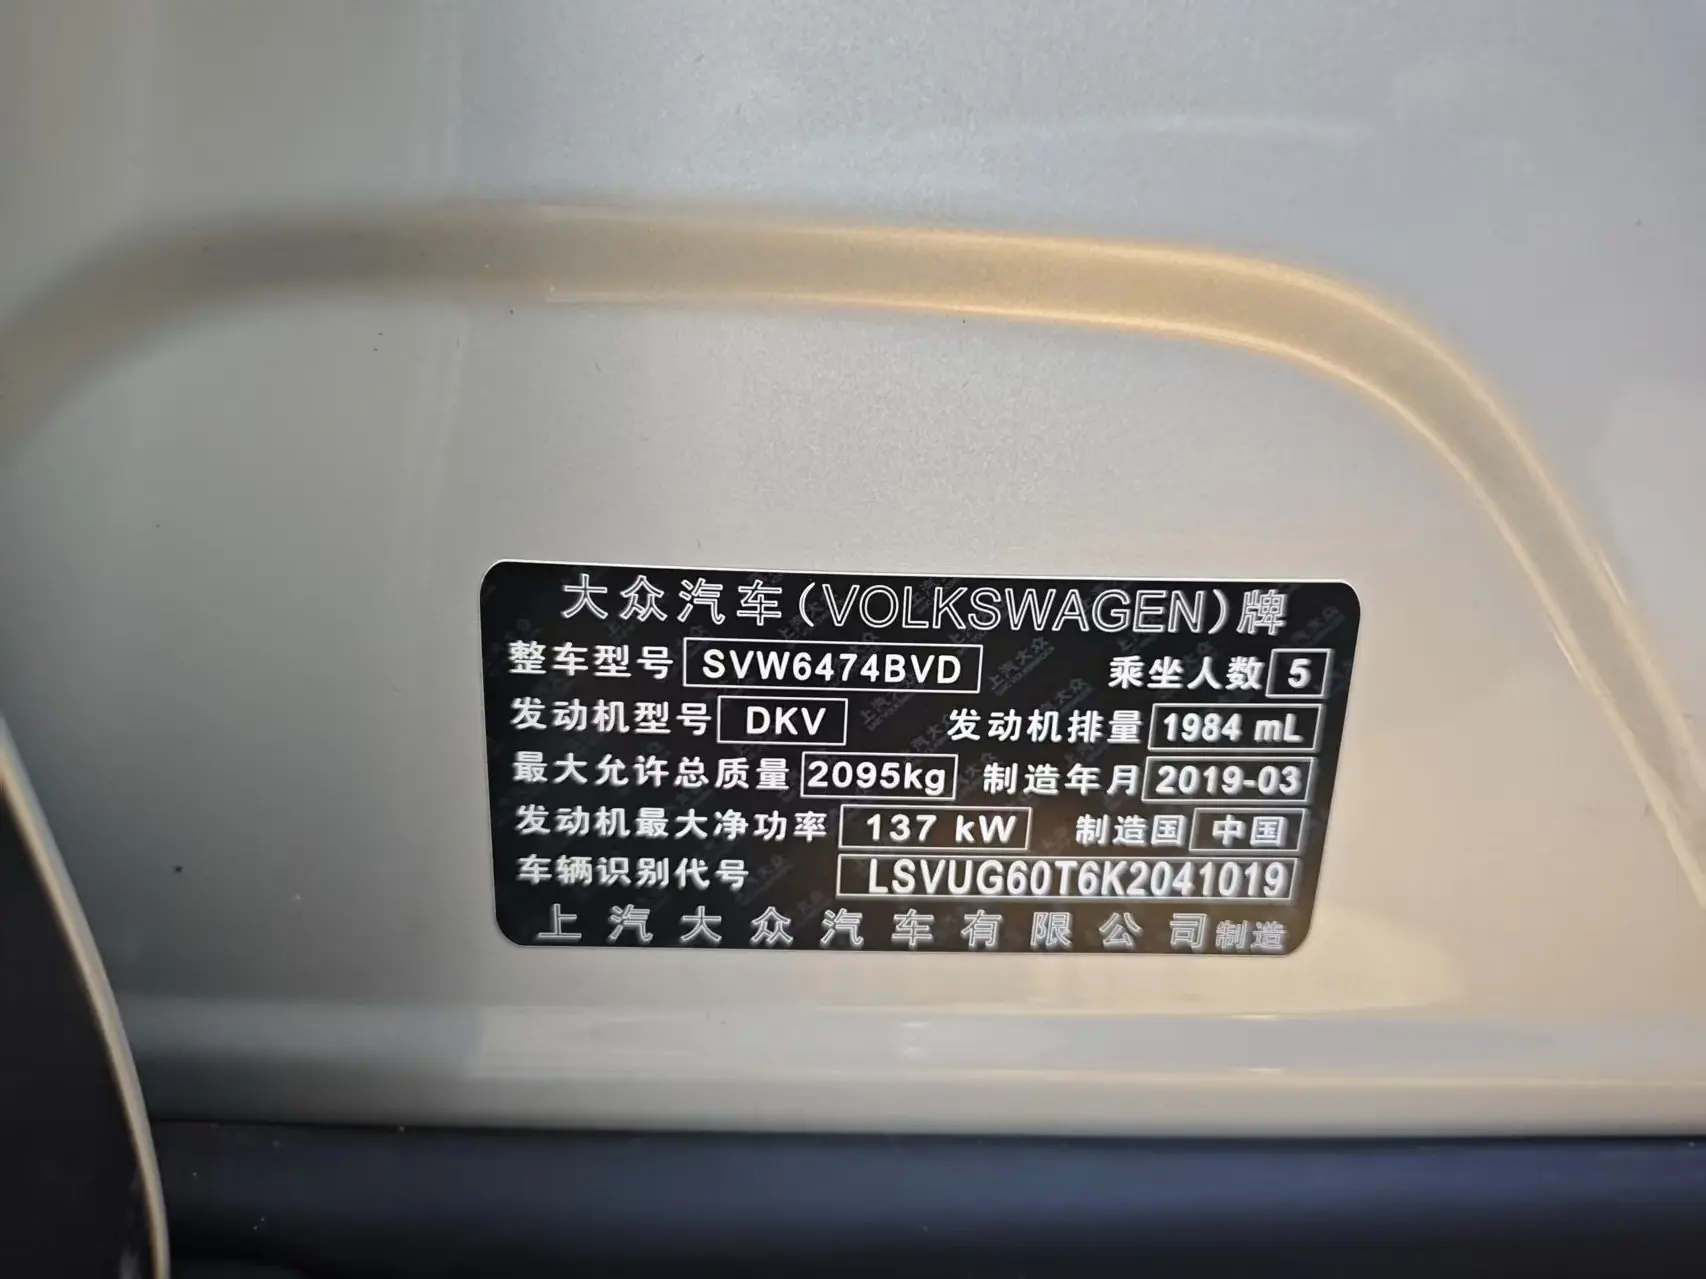 大众汽车(VOLKSWAGEN)牌
整车型号 SVW6474BVD 乘坐人数 5
发动机型号 DKV 发动机排量 1984 mL
最大允许总质量 2095kg 制造年月 2019-03
发动机最大净功率 137 kW 制造国 中国
车辆识别代号 LSVUG60T6K2041019
上汽大众汽车有限公司制造